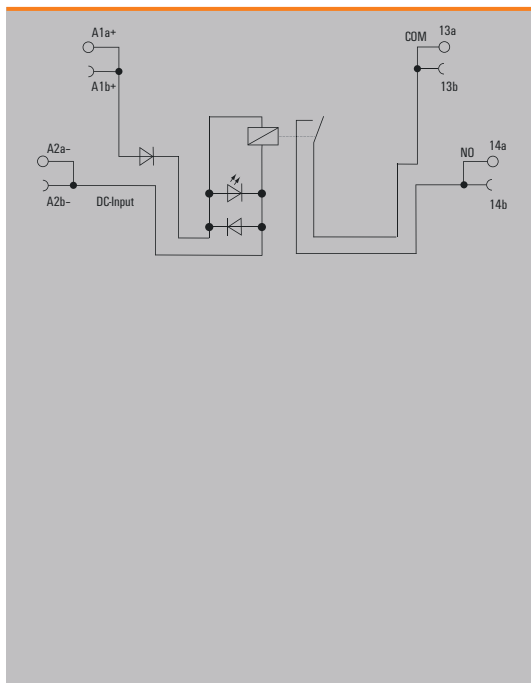 A1a+
A1b+
A2a–
A2b–
DC-Input
COM
13a
13b
NO
14a
14b